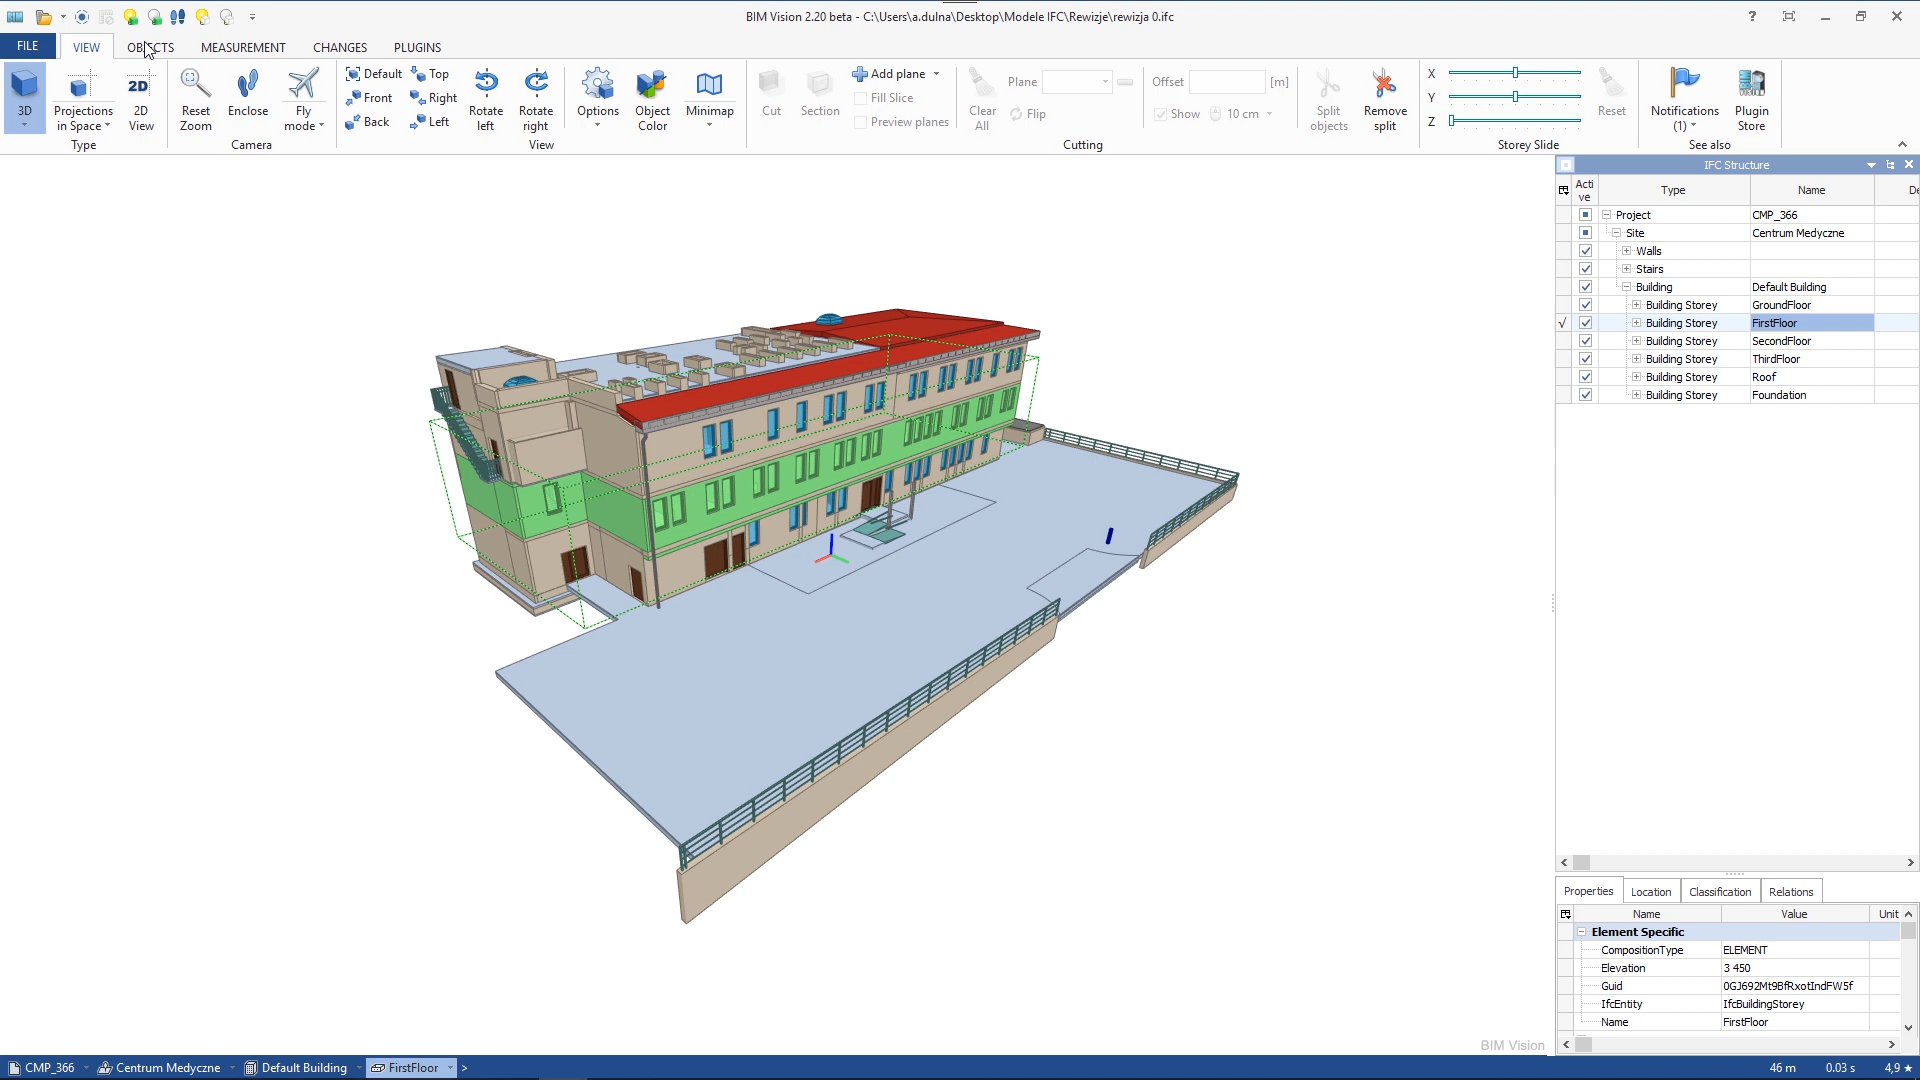 BIM Vision 2.20 beta - C:\Users\a.dulna\Desktop\Modele IFC\Rewizje\rewizja 0.ifc
FILE VIEW OBJECTS MEASUREMENT CHANGES PLUGINS
3D
Projections in Space
2D
2D View
Type
Reset Zoom
Enclose
Fly mode
Camera
Default Top
Front Right
Back Left
Rotate left
Rotate right
Options
Object Color
Minimap
View
Cut
Section
Add plane
Fill Slice
Preview planes
Clear All
Plane
Flip
Offset [m]
Show 10 cm
Split objects
Remove split
Cutting
X
Y
Z
Reset
Storey Slide
Notifications (1)
Plugin Store
See also
IFC Structure
Acti ve Type Name De
Project CMP_366
Site Centrum Medyczne
Walls
Stairs
Building Default Building
Building Storey GroundFloor
Building Storey FirstFloor
Building Storey SecondFloor
Building Storey ThirdFloor
Building Storey Roof
Building Storey Foundation
Properties Location Classification Relations
Name Value Unit
Element Specific
CompositionType ELEMENT
Elevation 3 450
Guid 0GJ692Mt9BfRxotIndFW5f
IfcEntity IfcBuildingStorey
Name FirstFloor
BIM Vision
CMP_366 Centrum Medyczne Default Building FirstFloor >
46 m 0.03 s 4,9 ★